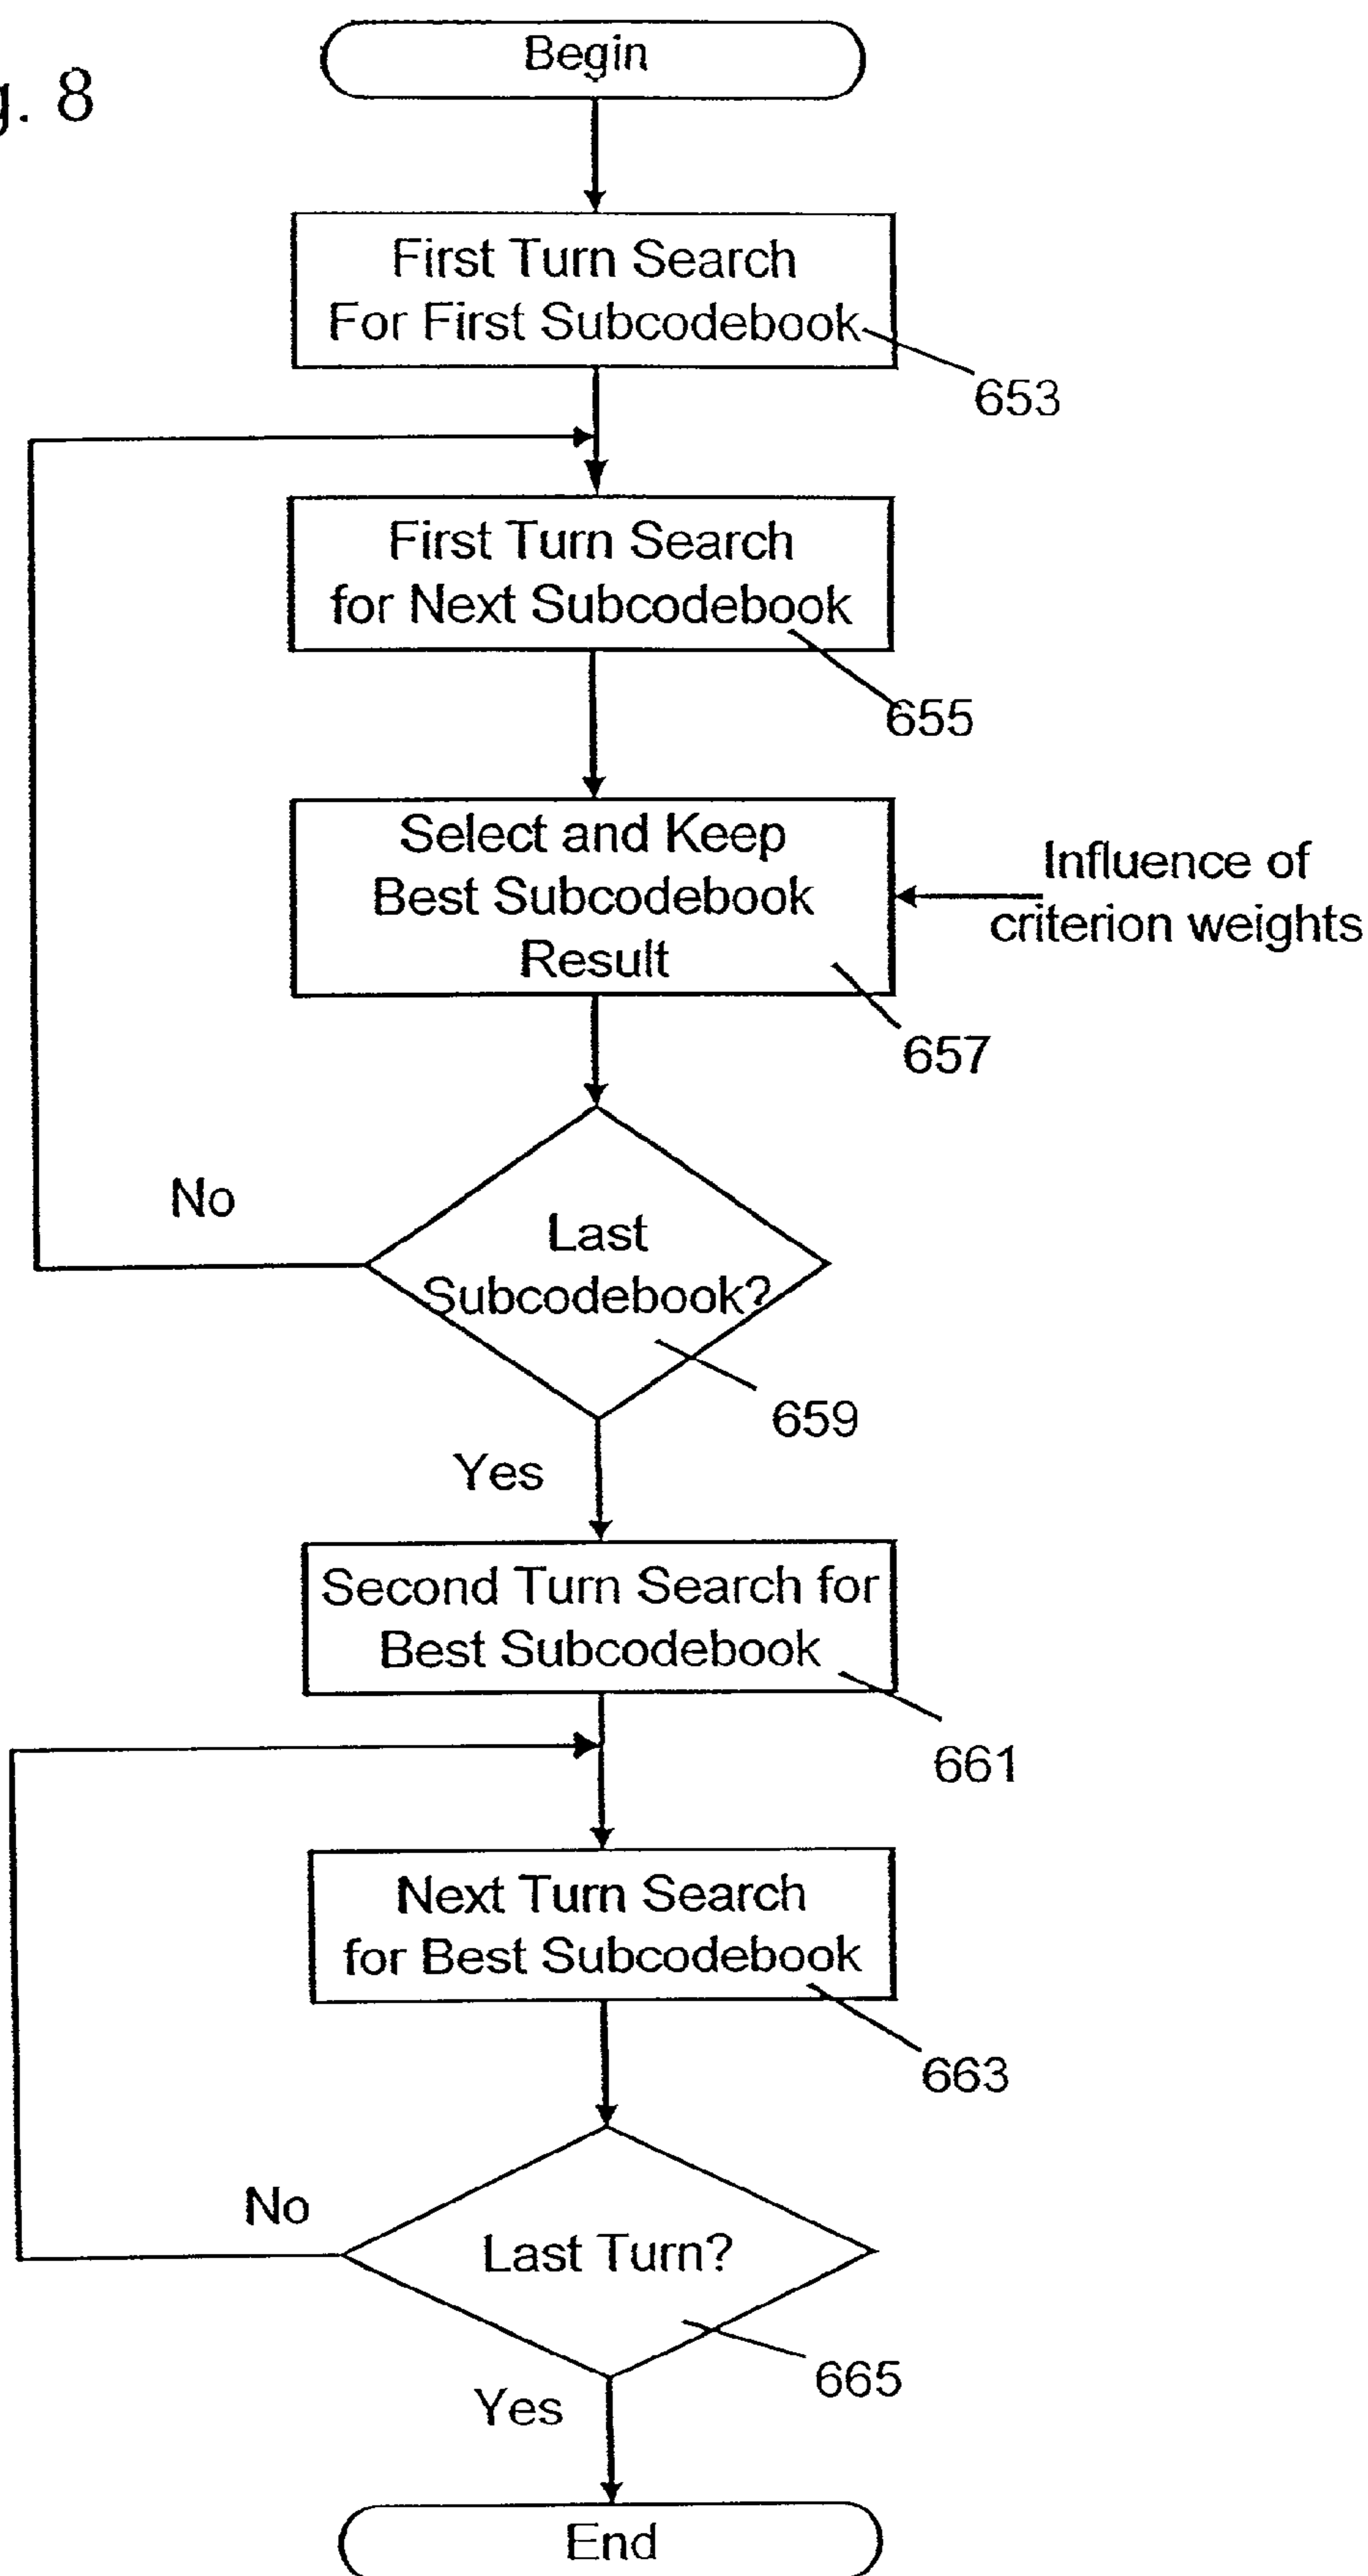 g. 8
Begin
First Turn Search
For First Subcodebook
653
First Turn Search
for Next Subcodebook
655
Select and Keep
Best Subcodebook
Result
Influence of
criterion weights
657
No
Last
Subcodebook?
659
Yes
Second Turn Search for
Best Subcodebook
661
Next Turn Search
for Best Subcodebook
663
No
Last Turn?
665
Yes
End